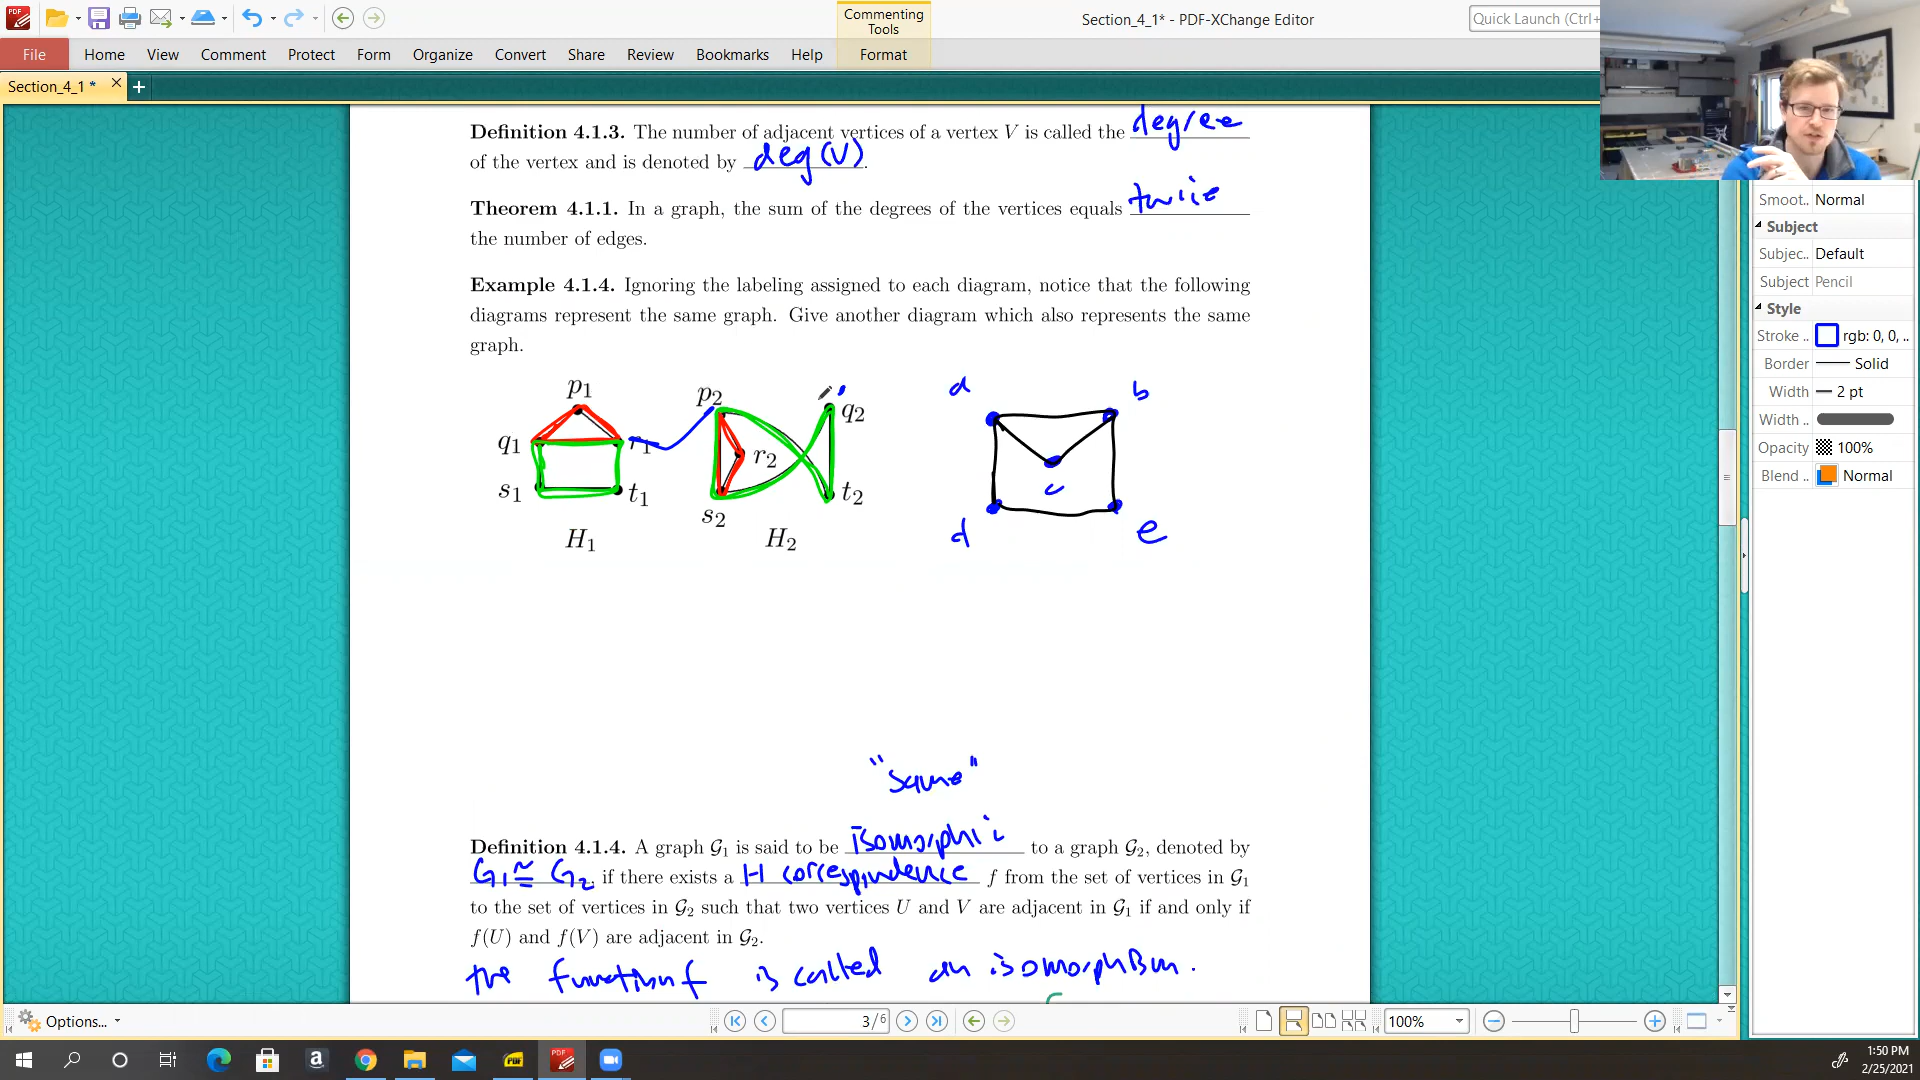 Commenting Tools
Section_4_1* - PDF-XChange Editor
Quick Launch (Ctrl+
File Home View Comment Protect Form Organize Convert Share Review Bookmarks Help Format
Section_4_1 *
Definition 4.1.3. The number of adjacent vertices of a vertex V is called the degree
of the vertex and is denoted by deg(V).
Theorem 4.1.1. In a graph, the sum of the degrees of the vertices equals twice
the number of edges.
Example 4.1.4. Ignoring the labeling assigned to each diagram, notice that the following
diagrams represent the same graph. Give another diagram which also represents the same
graph.
p1
q1 r1
s1 t1
H1
p2 q2
r2
s2 t2
H2
a b
c
d e
"same"
Definition 4.1.4. A graph G1 is said to be isomorphic to a graph G2, denoted by
G1 ≅ G2, if there exists a 1-1 correspondence f from the set of vertices in G1
to the set of vertices in G2 such that two vertices U and V are adjacent in G1 if and only if
f(U) and f(V) are adjacent in G2.
the function f is called an isomorphism.
Smoot.. Normal
Subject
Subjec.. Default
Subject Pencil
Style
Stroke .. rgb: 0, 0, ..
Border Solid
Width 2 pt
Width ..
Opacity 100%
Blend .. Normal
Options...
3/6
100%
1:50 PM
2/25/2021